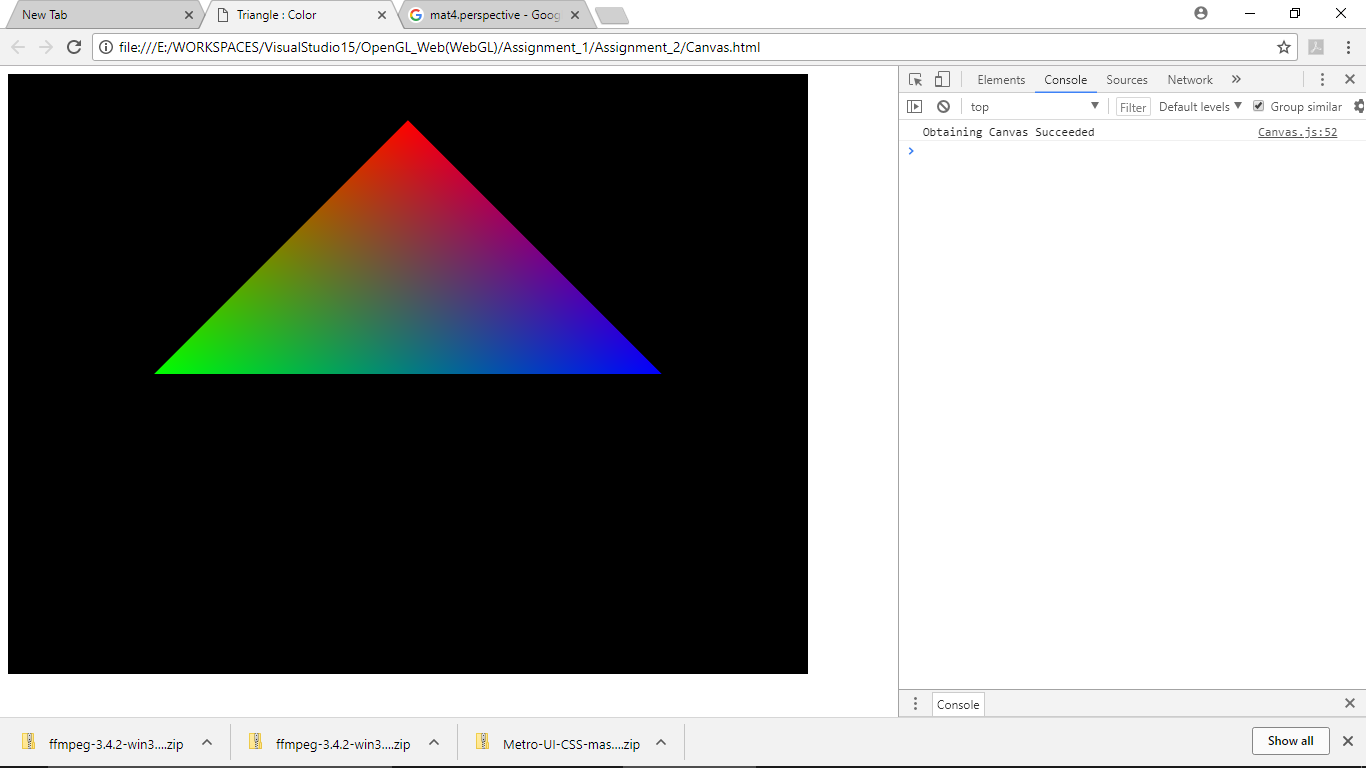 New Tab
Triangle : Color
mat4.perspective - Goog
file:///E:/WORKSPACES/VisualStudio15/OpenGL_Web(WebGL)/Assignment_1/Assignment_2/Canvas.html
Elements Console Sources Network »
top Filter Default levels Group similar
Obtaining Canvas Succeeded Canvas.js:52
Console
ffmpeg-3.4.2-win3....zip
ffmpeg-3.4.2-win3....zip
Metro-UI-CSS-mas....zip
Show all